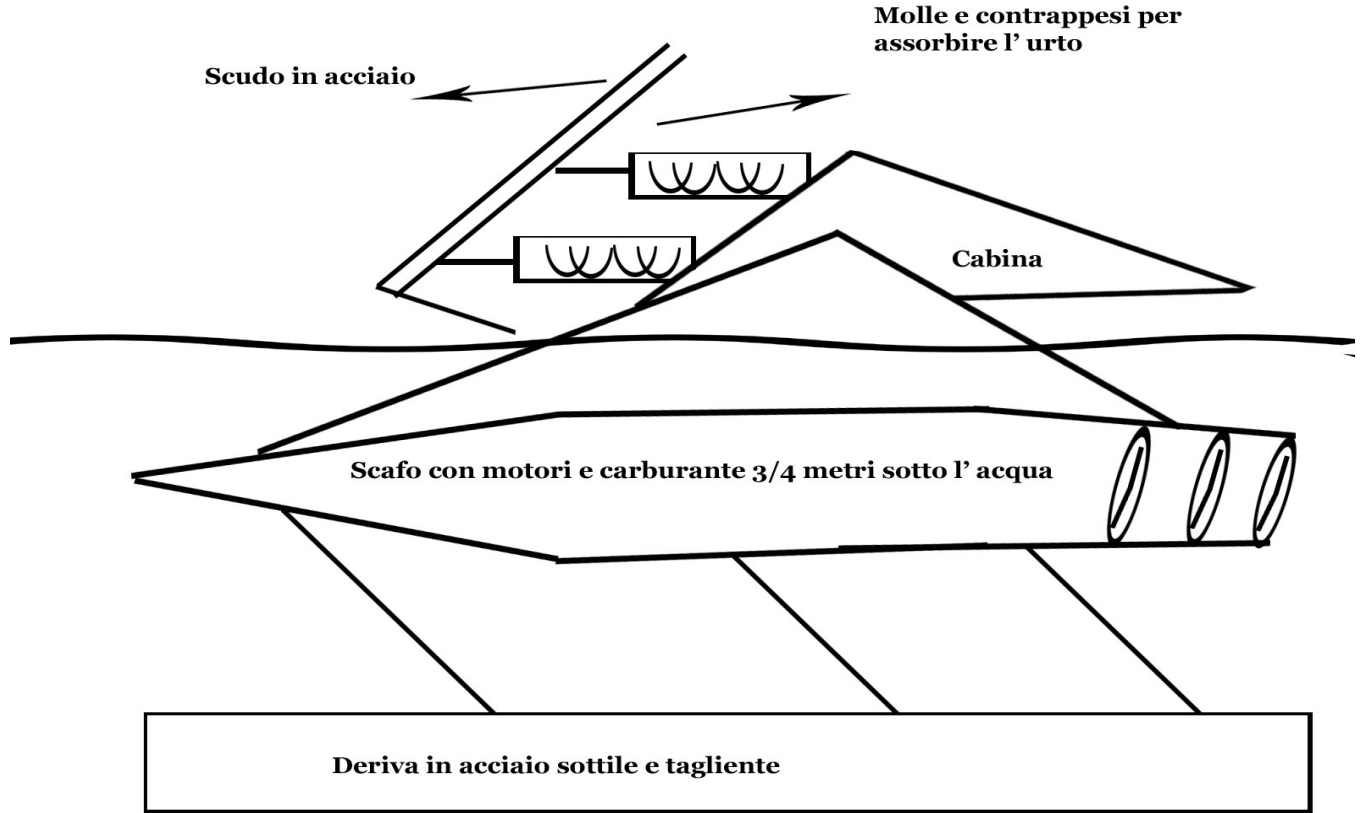 Molle e contrappesi per
assorbire l’ urto
Scudo in acciaio
Cabina
Scafo con motori e carburante 3/4 metri sotto l’ acqua
Deriva in acciaio sottile e tagliente